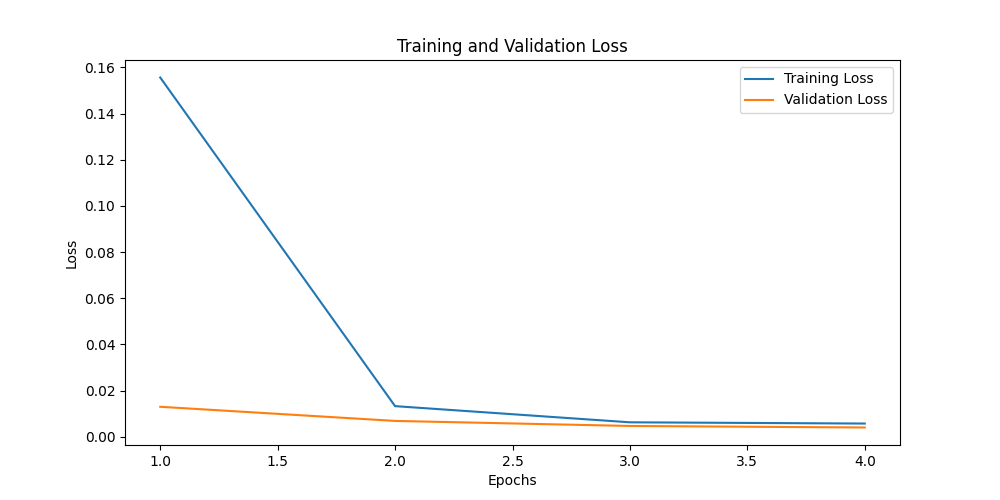 Training and Validation Loss
Training Loss
Validation Loss
Loss
0.16
0.14
0.12
0.10
0.08
0.06
0.04
0.02
0.00
1.0 1.5 2.0 2.5 3.0 3.5 4.0
Epochs